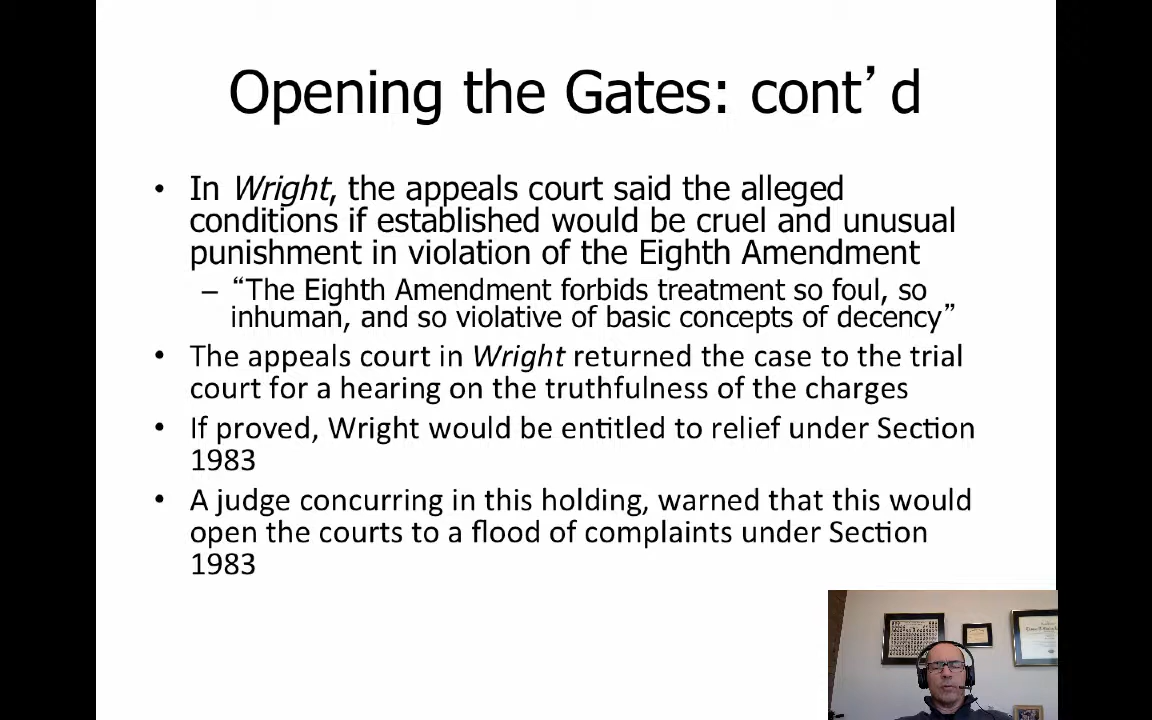 Opening the Gates: cont’d
• In Wright, the appeals court said the alleged
conditions if established would be cruel and unusual
punishment in violation of the Eighth Amendment
– “The Eighth Amendment forbids treatment so foul, so
inhuman, and so violative of basic concepts of decency”
• The appeals court in Wright returned the case to the trial
court for a hearing on the truthfulness of the charges
• If proved, Wright would be entitled to relief under Section
1983
• A judge concurring in this holding, warned that this would
open the courts to a flood of complaints under Section
1983